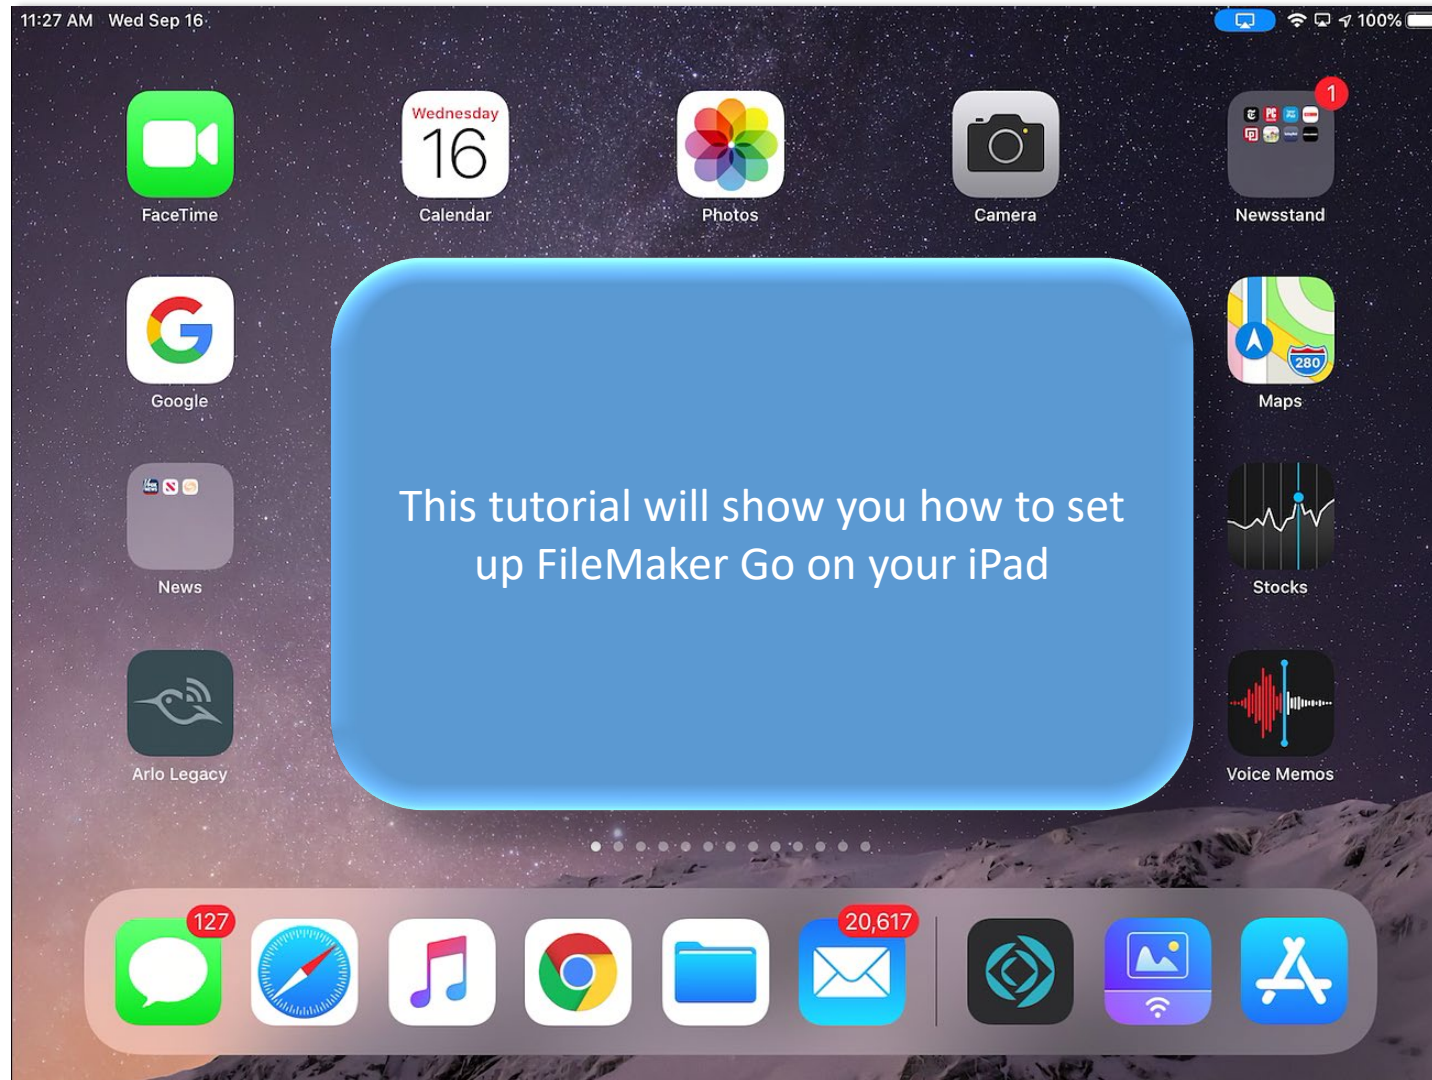 11:27 AM Wed Sep 16
100%
Wednesday
16
1
FaceTime
Calendar
Photos
Camera
Newsstand
280
Google
Maps
This tutorial will show you how to set
up FileMaker Go on your iPad
News
Stocks
Arlo Legacy
Voice Memos
127
20,617